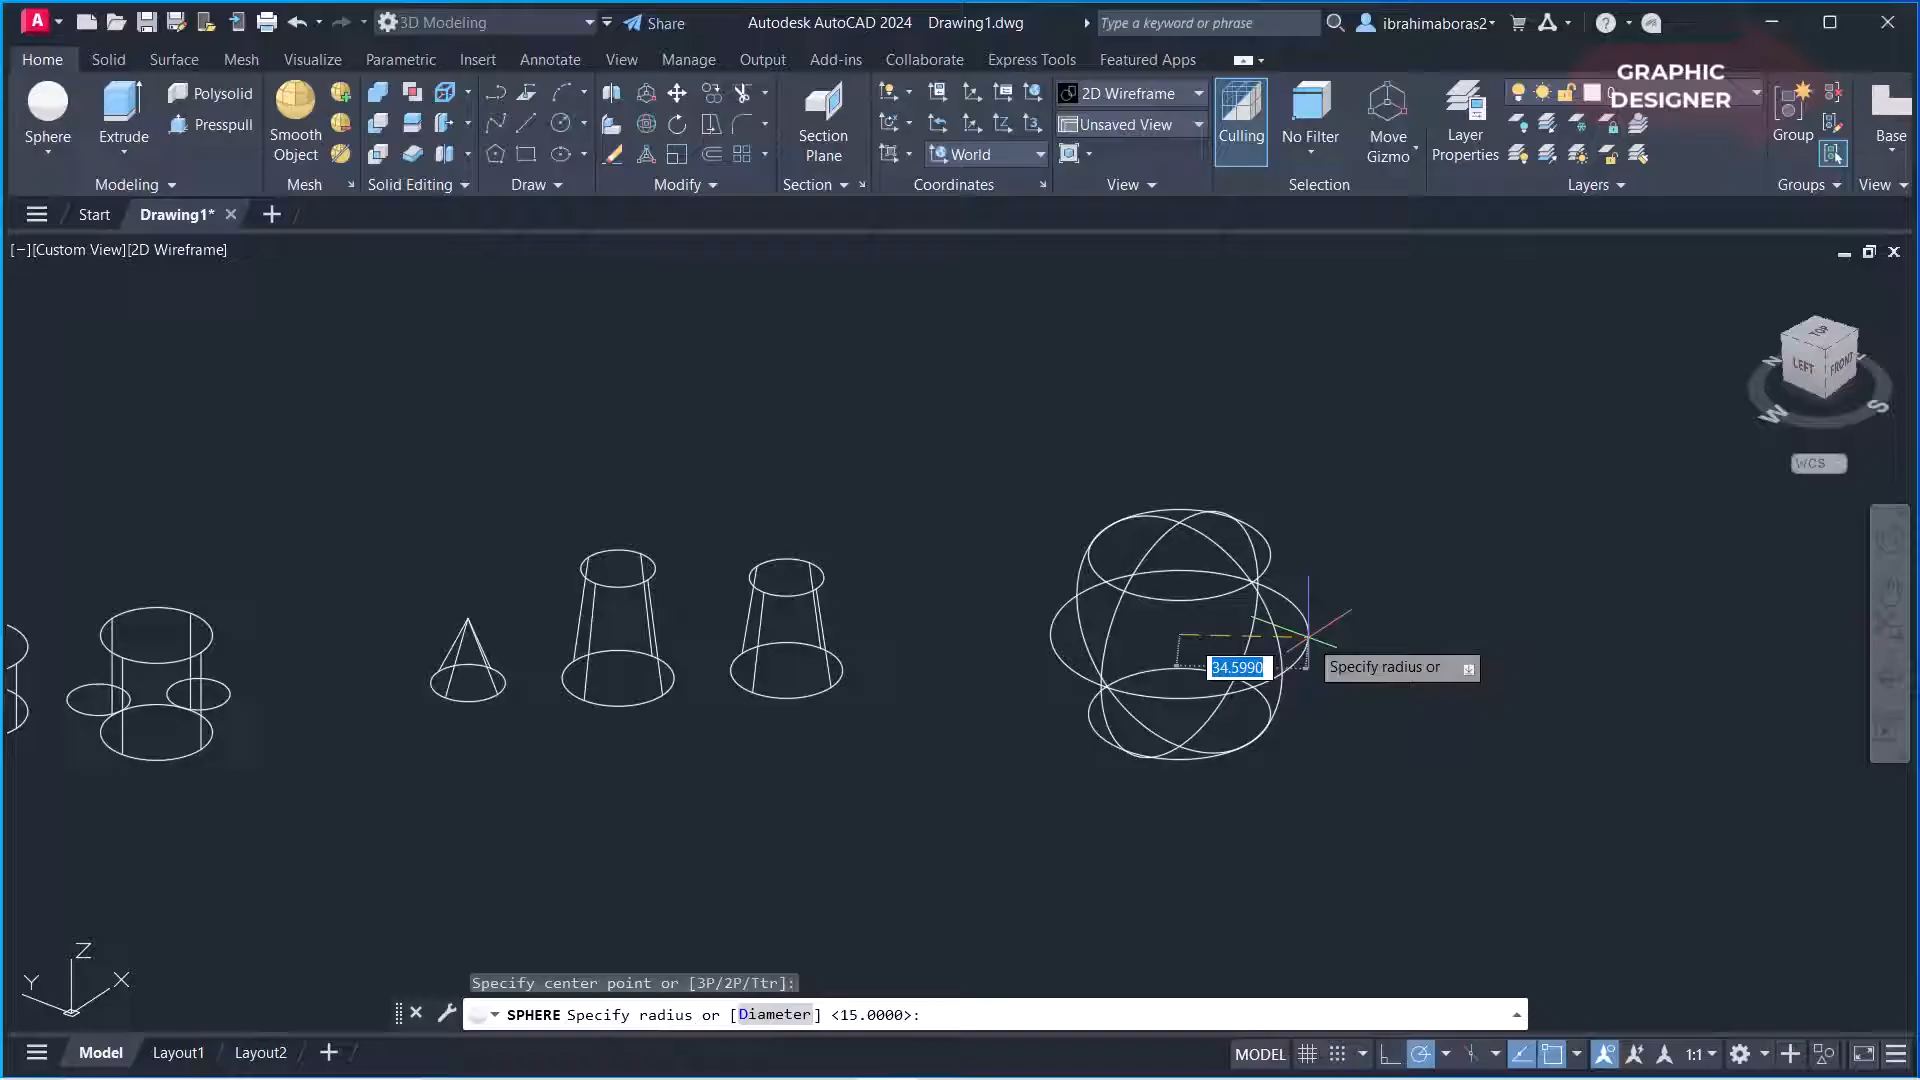 A
3D Modeling
Share
Autodesk AutoCAD 2024 Drawing1.dwg
Type a keyword or phrase
ibrahimaboras2
Home Solid Surface Mesh Visualize Parametric Insert Annotate View Manage Output Add-ins Collaborate Express Tools Featured Apps
GRAPHIC
DESIGNER
Sphere
Extrude
Polysolid
Presspull
Smooth
Object
Section
Plane
World
2D Wireframe
Unsaved View
Culling
No Filter
Move
Gizmo
Layer
Properties
Group
Base
Modeling Mesh Solid Editing Draw Modify Section Coordinates View Selection Layers Groups View
Start Drawing1*
[−][Custom View][2D Wireframe]
TOP
LEFT
FRONT
N
W
S
WCS
34.5990
Specify radius or
Z
Y
X
Specify center point or [3P/2P/Ttr]:
SPHERE Specify radius or [Diameter] <15.0000>:
Model Layout1 Layout2
MODEL
1:1